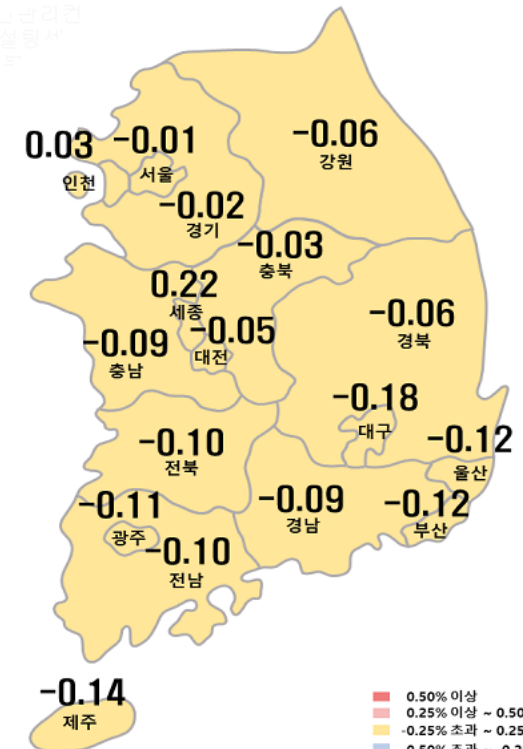 0.03
인천
-0.01
서울
-0.06
강원
-0.02
경기
-0.03
충북
0.22
세종
-0.05
대전
-0.09
충남
-0.06
경북
-0.18
대구
-0.12
울산
-0.10
전북
-0.09
경남
-0.12
부산
-0.11
광주
-0.10
전남
-0.14
제주
0.50% 이상
0.25% 이상 ~ 0.50
-0.25% 초과 ~ 0.25